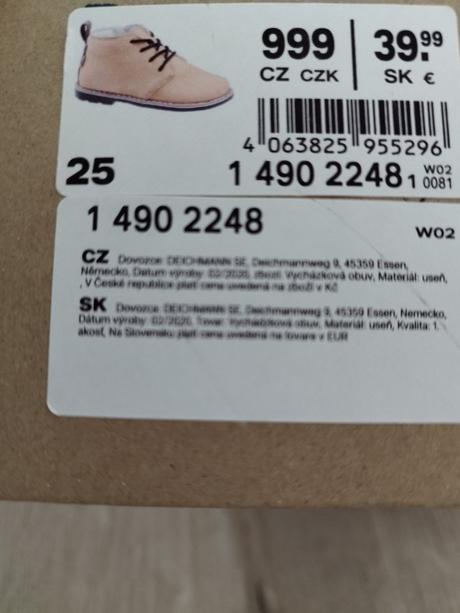 999
CZ CZK
39.99
SK €
4 063825 955296
25
1 490 2248 1
W02
0081
1 490 2248
W02
CZ Dovozce: DEICHMANN SE, Deichmannweg 9, 45359 Essen,
Německo, Datum výroby: 02/2020, zboží: Vycházková obuv, Materiál: useň,
, V České republice platí cena uvedená na zboží v Kč
SK Dovozca: DEICHMANN SE, Deichmannweg 9, 45359 Essen, Nemecko,
Dátum výroby: 02/2020, Tovar: Vychádzková obuv, Materiál: useň, Kvalita: 1.
akosť, Na Slovensku platí cena uvedená na tovare v EUR